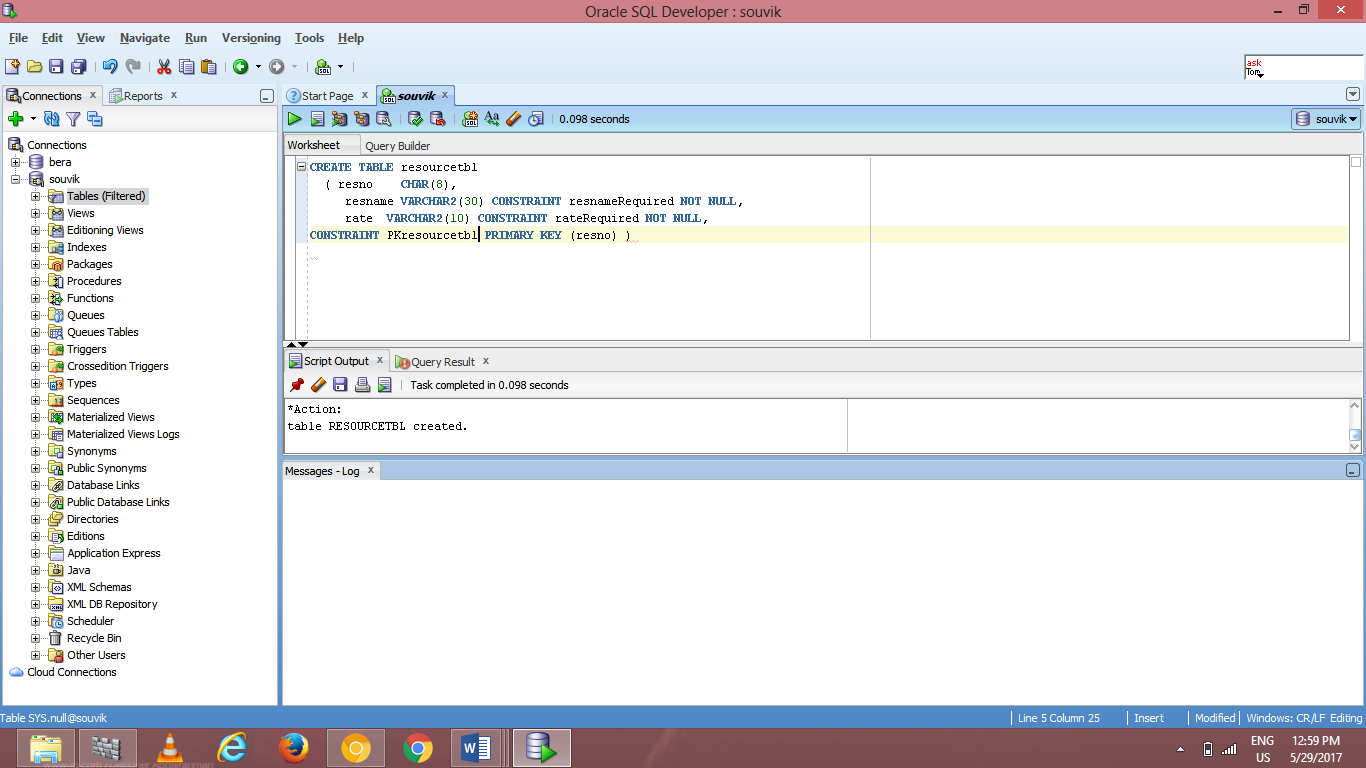 Oracle SQL Developer : souvik
File Edit View Navigate Run Versioning Tools Help
ask
Tom
Connections
Reports
Start Page
souvik
0.098 seconds
souvik
Worksheet
Query Builder
Connections
bera
souvik
Tables (Filtered)
Views
Editioning Views
Indexes
Packages
Procedures
Functions
Queues
Queues Tables
Triggers
Crossedition Triggers
Types
Sequences
Materialized Views
Materialized Views Logs
Synonyms
Public Synonyms
Database Links
Public Database Links
Directories
Editions
Application Express
Java
XML Schemas
XML DB Repository
Scheduler
Recycle Bin
Other Users
Cloud Connections
CREATE TABLE resourcetbl
( resno CHAR(8),
resname VARCHAR2(30) CONSTRAINT resnameRequired NOT NULL,
rate VARCHAR2(10) CONSTRAINT rateRequired NOT NULL,
CONSTRAINT PKresourcetbl PRIMARY KEY (resno) )
Script Output
Query Result
Task completed in 0.098 seconds
*Action:
table RESOURCETBL created.
Messages - Log
Table SYS.null@souvik
Line 5 Column 25
Insert
Modified
Windows: CR/LF
Editing
ENG
US
12:59 PM
5/29/2017